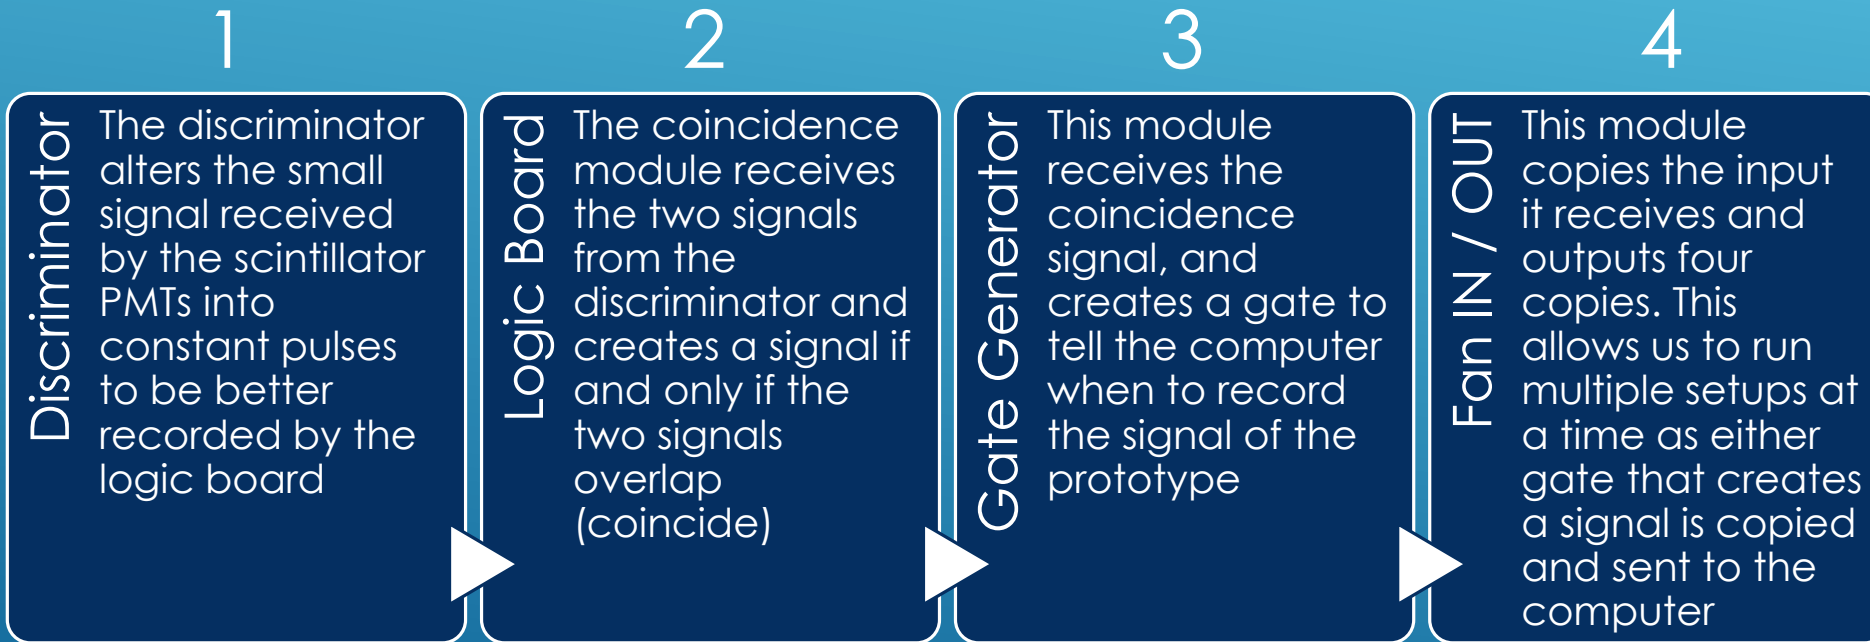 1
Discriminator
The discriminator
alters the small
signal received
by the scintillator
PMTs into
constant pulses
to be better
recorded by the
logic board
2
Logic Board
The coincidence
module receives
the two signals
from the
discriminator and
creates a signal if
and only if the
two signals
overlap
(coincide)
3
Gate Generator
This module
receives the
coincidence
signal, and
creates a gate to
tell the computer
when to record
the signal of the
prototype
4
Fan IN / OUT
This module
copies the input
it receives and
outputs four
copies. This
allows us to run
multiple setups at
a time as either
gate that creates
a signal is copied
and sent to the
computer